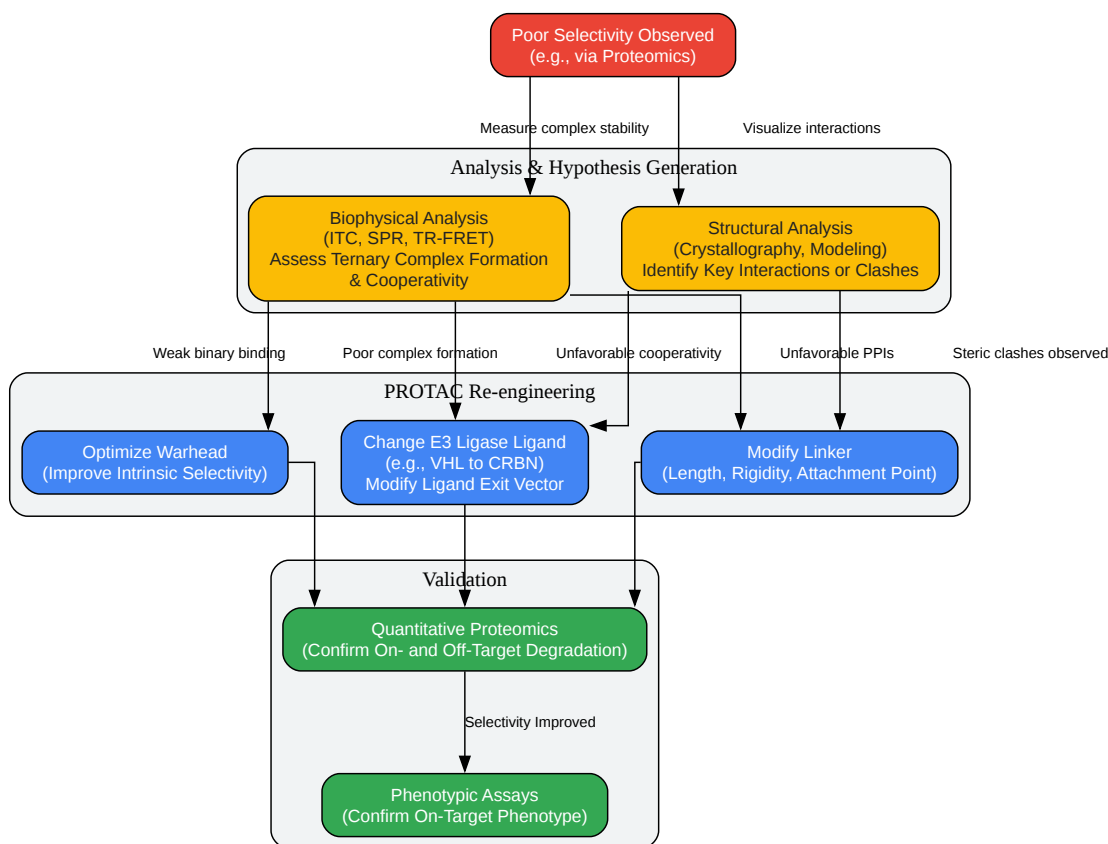 Poor Selectivity Observed
(e.g., via Proteomics)
Measure complex stability
Visualize interactions
Analysis & Hypothesis Generation
Biophysical Analysis
(ITC, SPR, TR-FRET)
Assess Ternary Complex Formation
& Cooperativity
Structural Analysis
(Crystallography, Modeling)
Identify Key Interactions or Clashes
Weak binary binding
Poor complex formation
Unfavorable cooperativity
Unfavorable PPIs
Steric clashes observed
PROTAC Re-engineering
Optimize Warhead
(Improve Intrinsic Selectivity)
Change E3 Ligase Ligand
(e.g., VHL to CRBN)
Modify Ligand Exit Vector
Modify Linker
(Length, Rigidity, Attachment Point)
Validation
Quantitative Proteomics
(Confirm On- and Off-Target Degradation)
Selectivity Improved
Phenotypic Assays
(Confirm On-Target Phenotype)